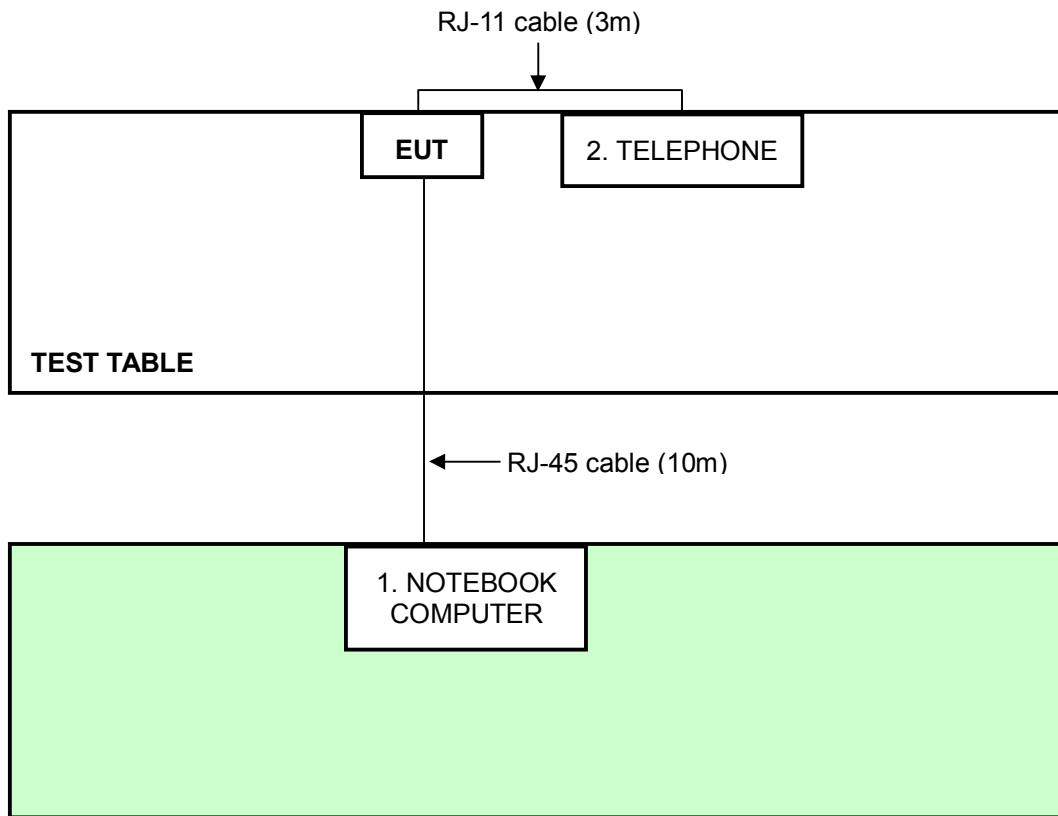 RJ-11 cable (3m)
EUT
2. TELEPHONE
TEST TABLE
RJ-45 cable (10m)
1. NOTEBOOK
COMPUTER